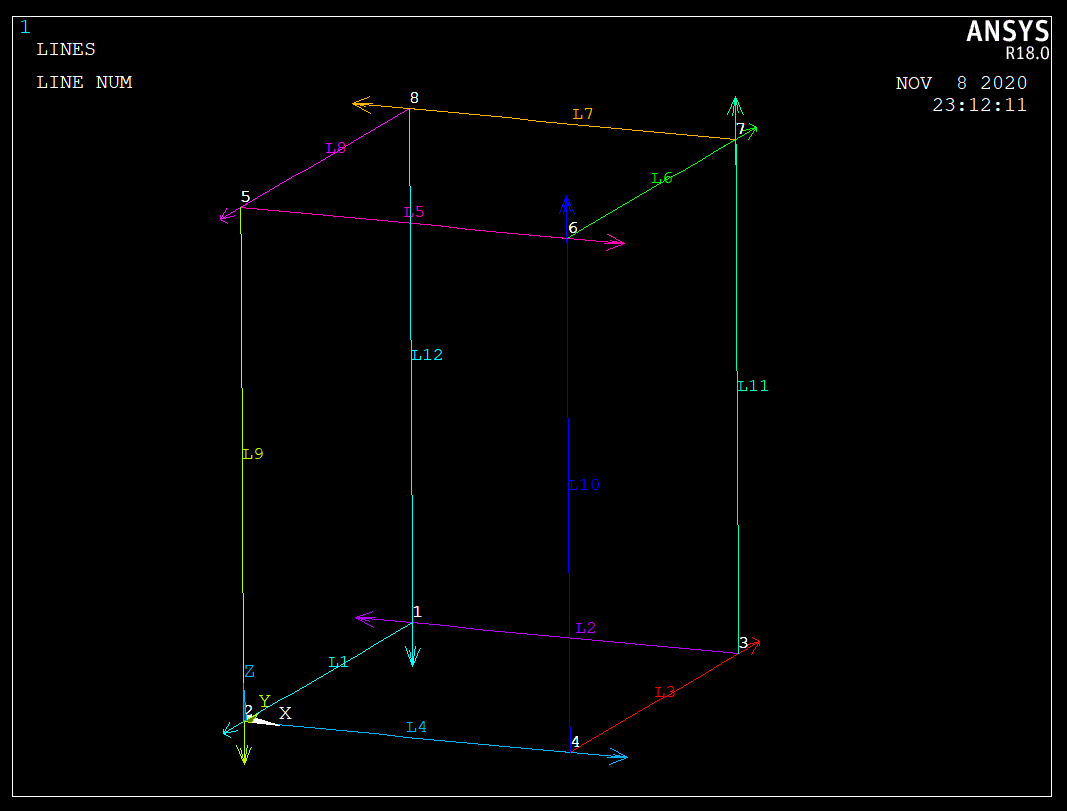 1
ANSYS
R18.0
LINES
LINE NUM
NOV 8 2020
23:12:11
8
L7
7
L8
L6
5
L5
6
L12
L11
L9
L10
1
L2
3
L1
Z
L3
Y
2
X
L4
4